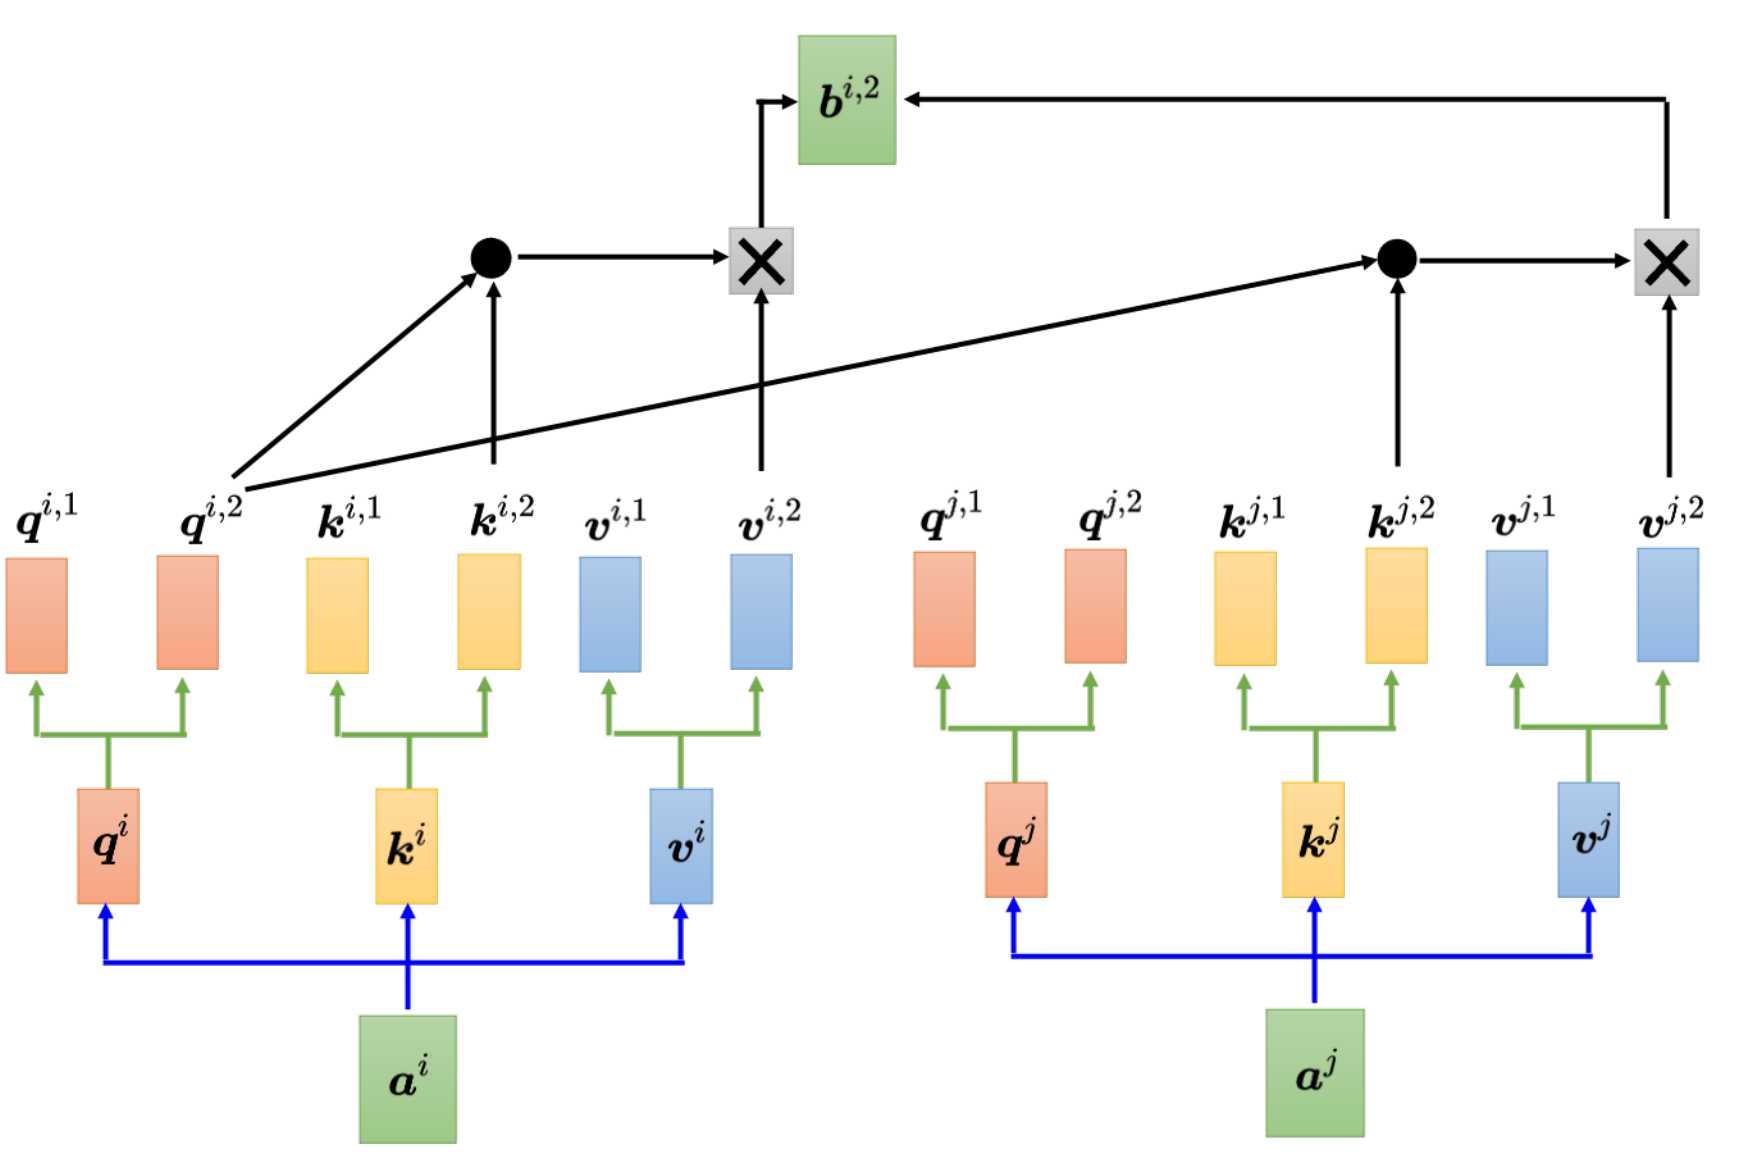 b^{i,2}
q^{i,1} q^{i,2} k^{i,1} k^{i,2} v^{i,1} v^{i,2} q^{j,1} q^{j,2} k^{j,1} k^{j,2} v^{j,1} v^{j,2}
q^i k^i v^i q^j k^j v^j
a^i a^j